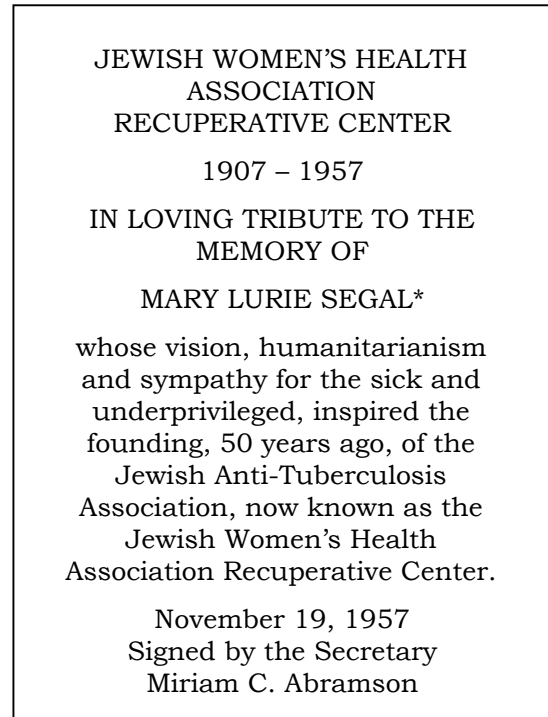 JEWISH WOMEN’S HEALTH
ASSOCIATION
RECUPERATIVE CENTER
1907 – 1957
IN LOVING TRIBUTE TO THE
MEMORY OF
MARY LURIE SEGAL*
whose vision, humanitarianism
and sympathy for the sick and
underprivileged, inspired the
founding, 50 years ago, of the
Jewish Anti-Tuberculosis
Association, now known as the
Jewish Women’s Health
Association Recuperative Center.
November 19, 1957
Signed by the Secretary
Miriam C. Abramson